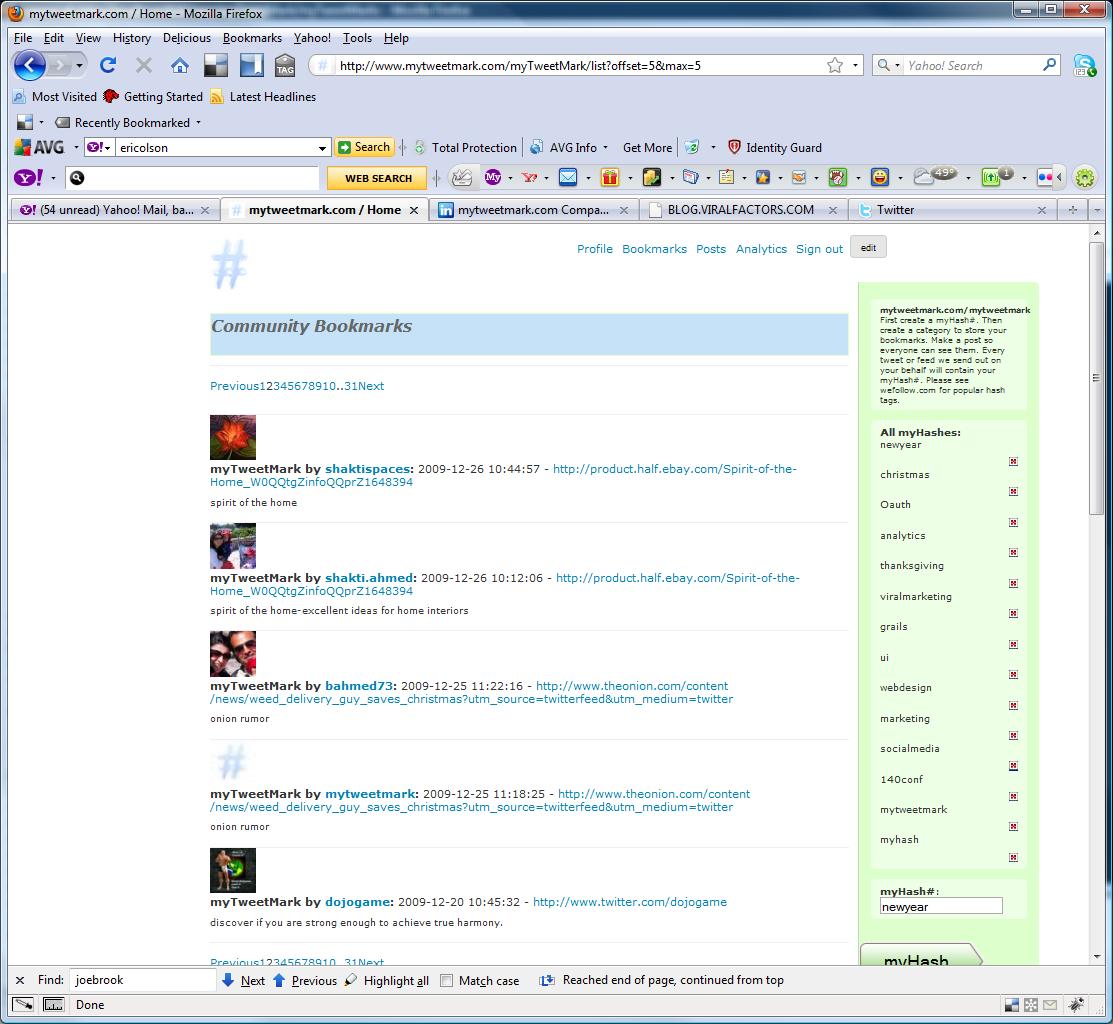 mytweetmark.com / Home - Mozilla Firefox
File Edit View History Delicious Bookmarks Yahoo! Tools Help
TAG http://www.mytweetmark.com/myTweetMark/list?offset=5&max=5 Yahoo! Search 123
Most Visited Getting Started Latest Headlines
Recently Bookmarked
AVG Y! ericolson Search Total Protection AVG Info Get More Identity Guard
Y! WEB SEARCH My 49° 1
Y! (54 unread) Yahoo! Mail, ba... # mytweetmark.com / Home in mytweetmark.com Compa... BLOG.VIRALFACTORS.COM Twitter
# Profile Bookmarks Posts Analytics Sign out edit
Community Bookmarks
Previous12345678910..31Next
myTweetMark by shaktispaces: 2009-12-26 10:44:57 - http://product.half.ebay.com/Spirit-of-the-
Home_W0QQtgZinfoQQprZ1648394
spirit of the home
myTweetMark by shakti.ahmed: 2009-12-26 10:12:06 - http://product.half.ebay.com/Spirit-of-the-
Home_W0QQtgZinfoQQprZ1648394
spirit of the home-excellent ideas for home interiors
myTweetMark by bahmed73: 2009-12-25 11:22:16 - http://www.theonion.com/content
/news/weed_delivery_guy_saves_christmas?utm_source=twitterfeed&utm_medium=twitter
onion rumor
#
myTweetMark by mytweetmark: 2009-12-25 11:18:25 - http://www.theonion.com/content
/news/weed_delivery_guy_saves_christmas?utm_source=twitterfeed&utm_medium=twitter
onion rumor
myTweetMark by dojogame: 2009-12-20 10:45:32 - http://www.twitter.com/dojogame
discover if you are strong enough to achieve true harmony.
Previous12345678910..31Next
mytweetmark.com/mytweetmark
First create a myHash#. Then
create a category to store your
bookmarks. Make a post so
everyone can see them. Every
tweet or feed we send out on
your behalf will contain your
myHash#. Please see
wefollow.com for popular hash
tags.
All myHashes:
newyear
christmas
Oauth
analytics
thanksgiving
viralmarketing
grails
ui
webdesign
marketing
socialmedia
140conf
mytweetmark
myhash
myHash#:
newyear
myHash
Find: joebrook Next Previous Highlight all Match case Reached end of page, continued from top
Done